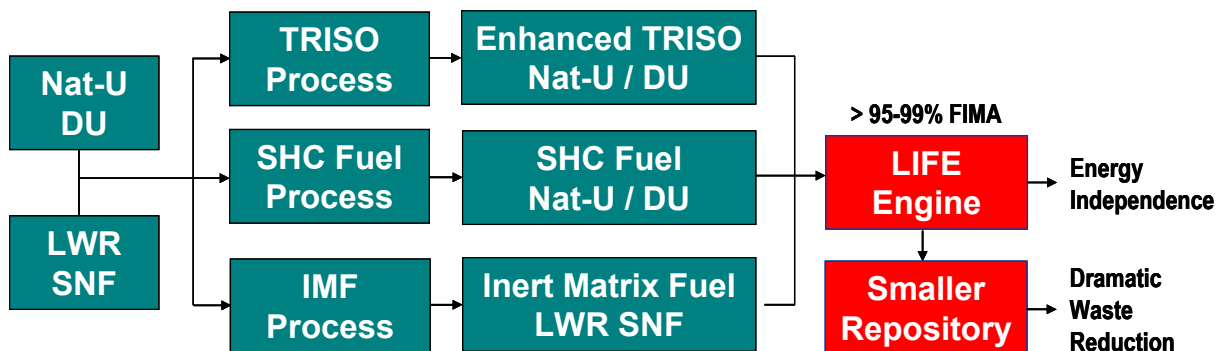 Nat-U
DU
LWR
SNF
TRISO
Process
Enhanced TRISO
Nat-U / DU
SHC Fuel
Process
SHC Fuel
Nat-U / DU
IMF
Process
Inert Matrix Fuel
LWR SNF
> 95-99% FIMA
LIFE
Engine
Energy
Independence
Smaller
Repository
Dramatic
Waste
Reduction